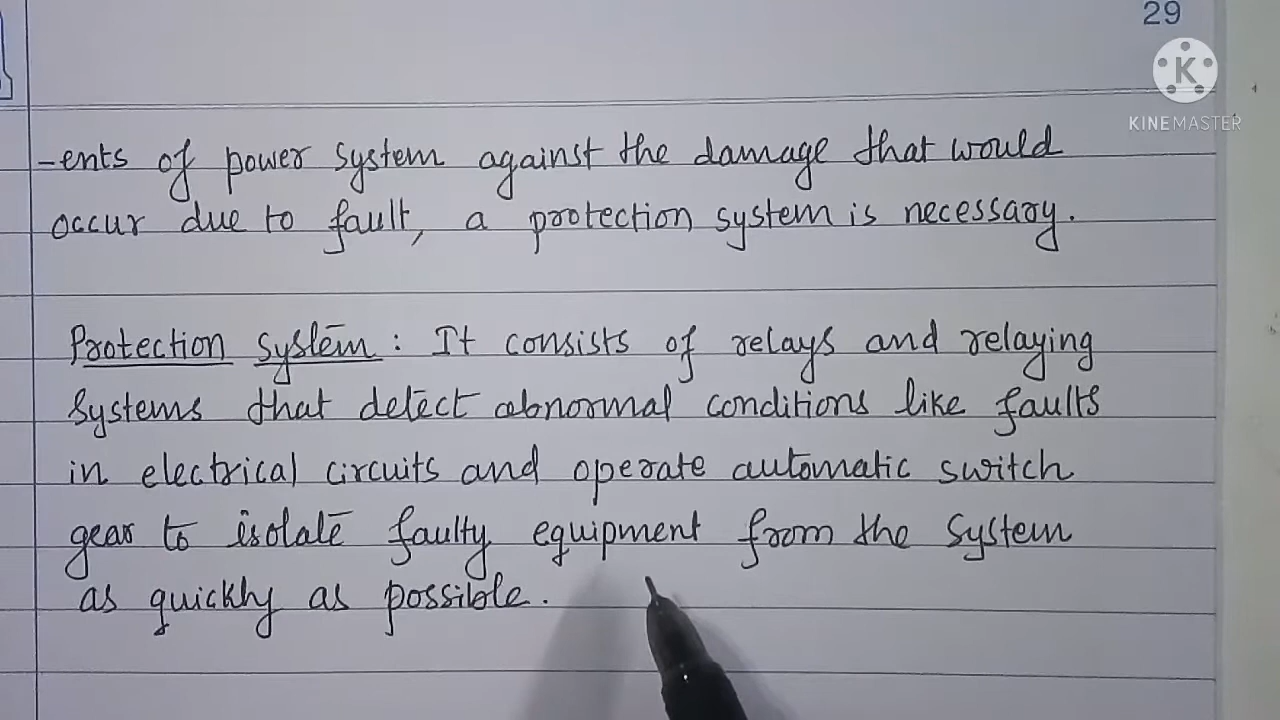 29
K
KINEMASTER
-ents of power system against the damage that would
occur due to fault, a protection system is necessary.
Protection system: It consists of relays and relaying
systems that detect abnormal conditions like faults
in electrical circuits and operate automatic switch
gear to isolate faulty equipment from the system
as quickly as possible.